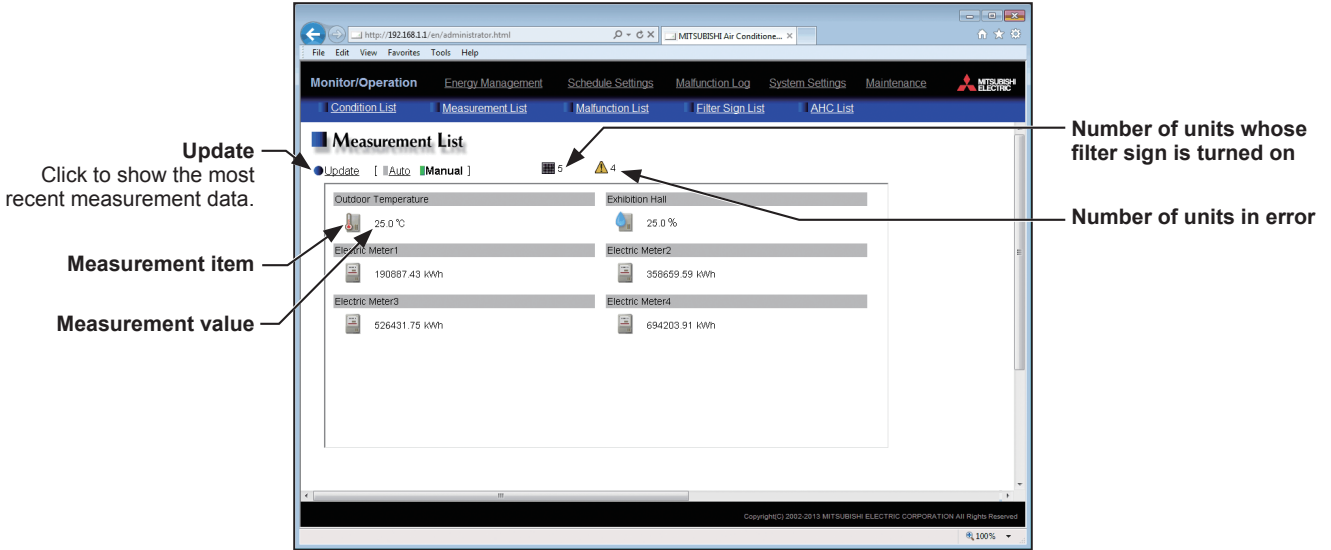 http://192.168.1.1/en/administrator.html
MITSUBISHI Air Conditione...
File Edit View Favorites Tools Help
Monitor/Operation Energy Management Schedule Settings Malfunction Log System Settings Maintenance
MITSUBISHI
ELECTRIC
Condition List Measurement List Malfunction List Filter Sign List AHC List
Measurement List
Update [ Auto Manual ] 5 4
Outdoor Temperature Exhibition Hall
25.0 ℃ 25.0 %
Electric Meter1 Electric Meter2
190887.43 kWh 358659.59 kWh
Electric Meter3 Electric Meter4
526431.75 kWh 694203.91 kWh
Copyright(C) 2002-2013 MITSUBISHI ELECTRIC CORPORATION All Rights Reserved
100%
Update
Click to show the most
recent measurement data.
Measurement item
Measurement value
Number of units whose
filter sign is turned on
Number of units in error